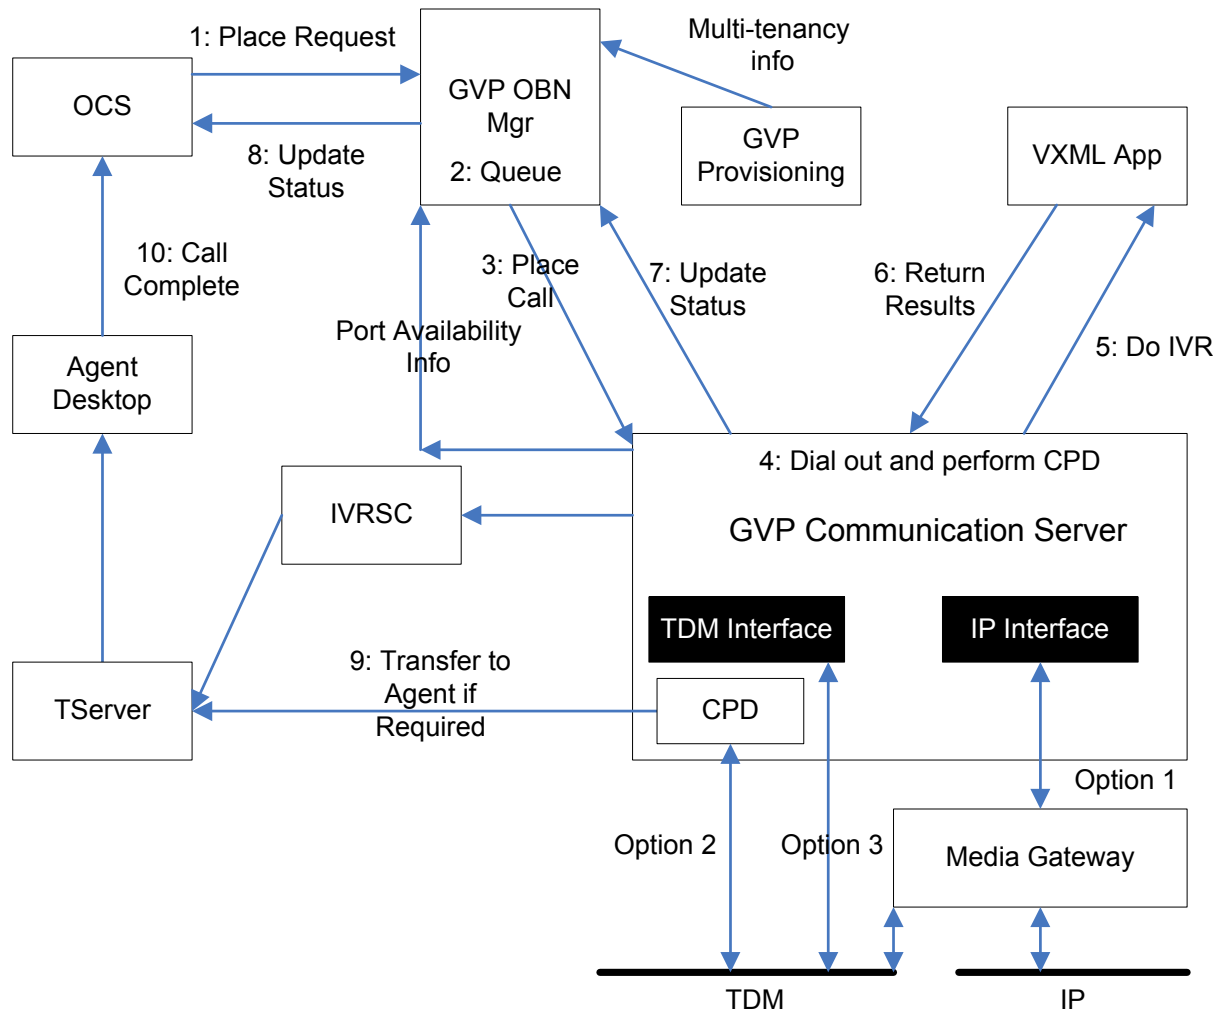 1: Place Request
Multi-tenancy
info
OCS
GVP OBN
Mgr
2: Queue
GVP
Provisioning
VXML App
8: Update
Status
10: Call
Complete
3: Place
Call
7: Update
Status
6: Return
Results
Port Availability
Info
5: Do IVR
Agent
Desktop
4: Dial out and perform CPD
IVRSC
GVP Communication Server
TDM Interface
IP Interface
9: Transfer to
Agent if
Required
TServer
CPD
Option 1
Option 2
Option 3
Media Gateway
TDM
IP